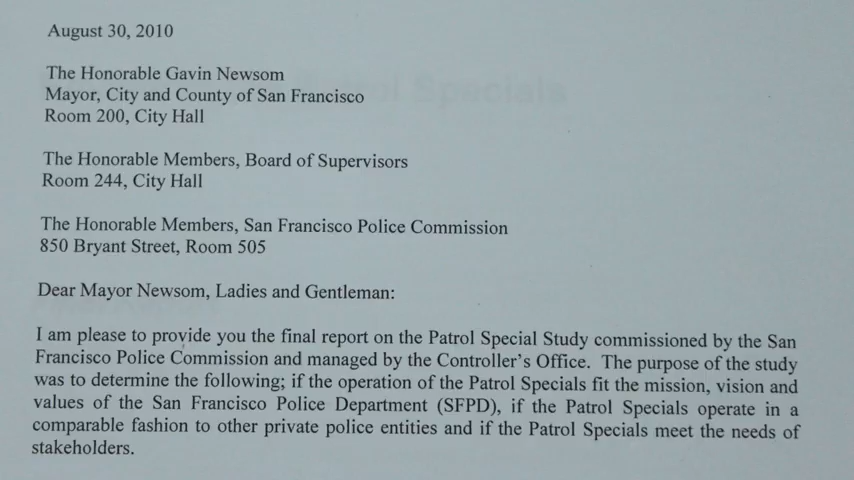 August 30, 2010
The Honorable Gavin Newsom
Mayor, City and County of San Francisco
Room 200, City Hall
The Honorable Members, Board of Supervisors
Room 244, City Hall
The Honorable Members, San Francisco Police Commission
850 Bryant Street, Room 505
Dear Mayor Newsom, Ladies and Gentleman:
I am please to provide you the final report on the Patrol Special Study commissioned by the San
Francisco Police Commission and managed by the Controller's Office. The purpose of the study
was to determine the following; if the operation of the Patrol Specials fit the mission, vision and
values of the San Francisco Police Department (SFPD), if the Patrol Specials operate in a
comparable fashion to other private police entities and if the Patrol Specials meet the needs of
stakeholders.